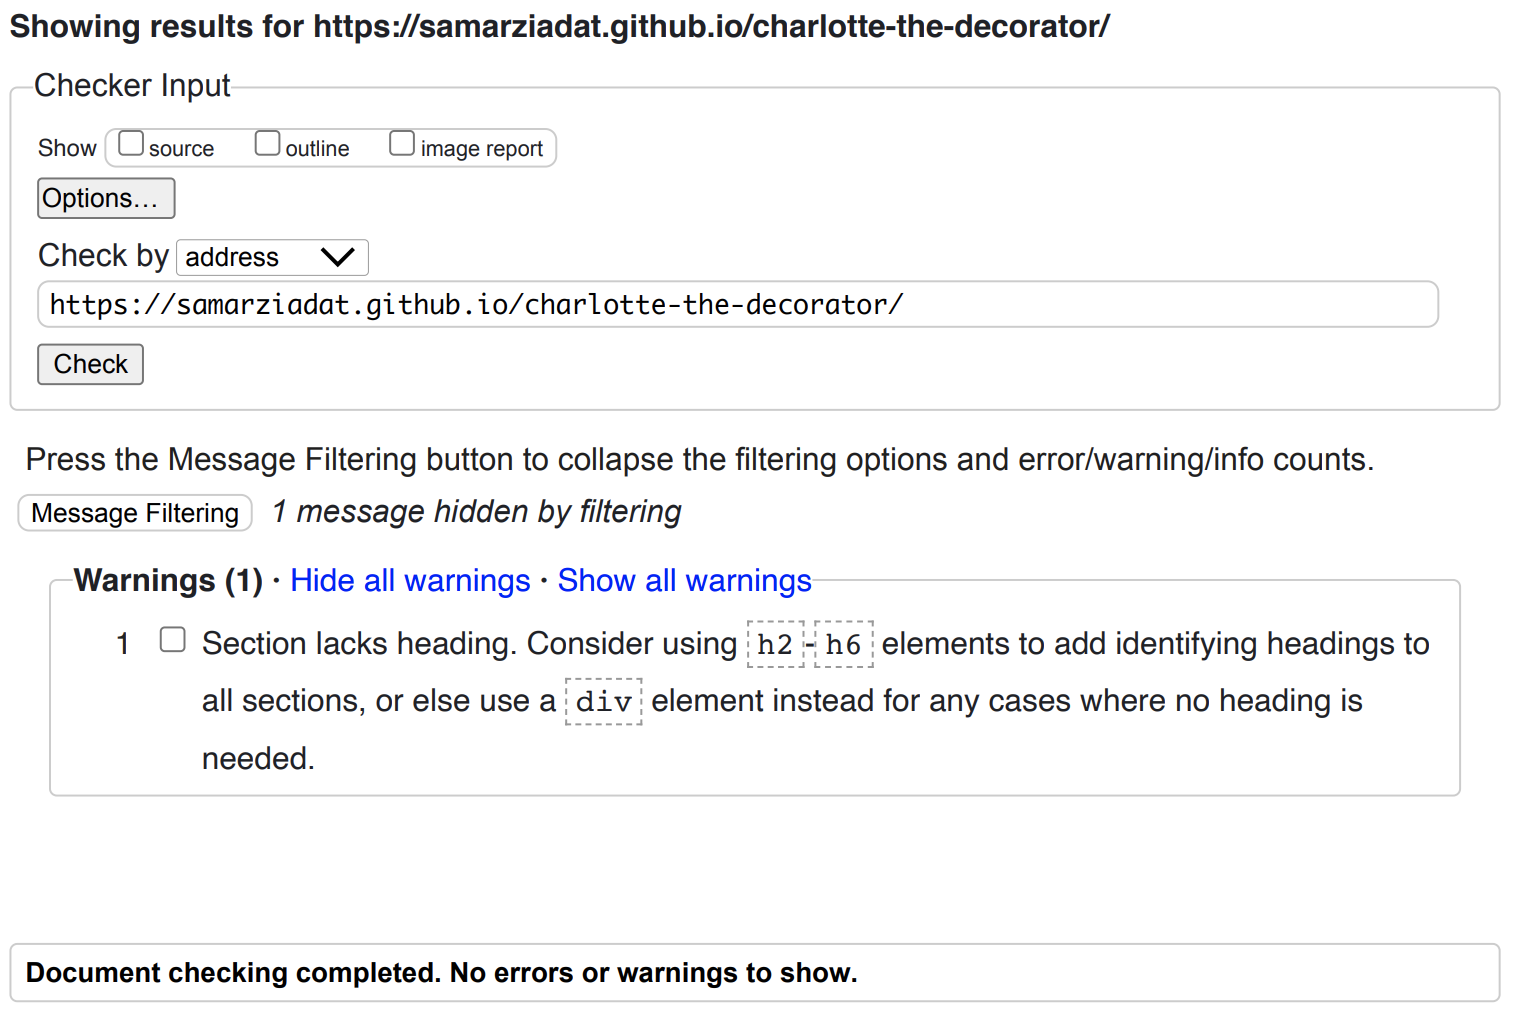 Showing results for https://samarziadat.github.io/charlotte-the-decorator/
Checker Input
Show source outline image report
Options...
Check by address
https://samarziadat.github.io/charlotte-the-decorator/
Check
Press the Message Filtering button to collapse the filtering options and error/warning/info counts.
Message Filtering 1 message hidden by filtering
Warnings (1) · Hide all warnings · Show all warnings
1 Section lacks heading. Consider using h2-h6 elements to add identifying headings to
all sections, or else use a div element instead for any cases where no heading is
needed.
Document checking completed. No errors or warnings to show.